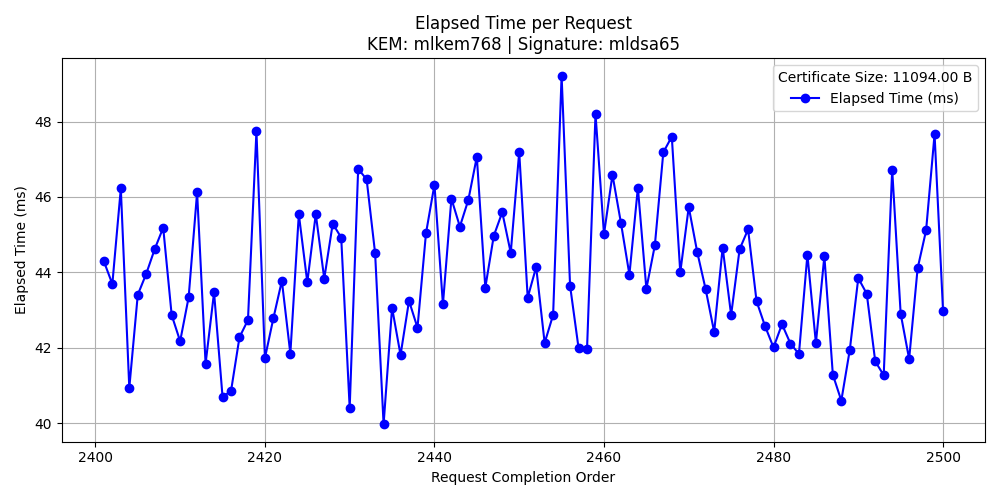 Elapsed Time per Request
KEM: mlkem768 | Signature: mldsa65
Certificate Size: 11094.00 B
Elapsed Time (ms)
Elapsed Time (ms)
48
46
44
42
40
2400 2420 2440 2460 2480 2500
Request Completion Order